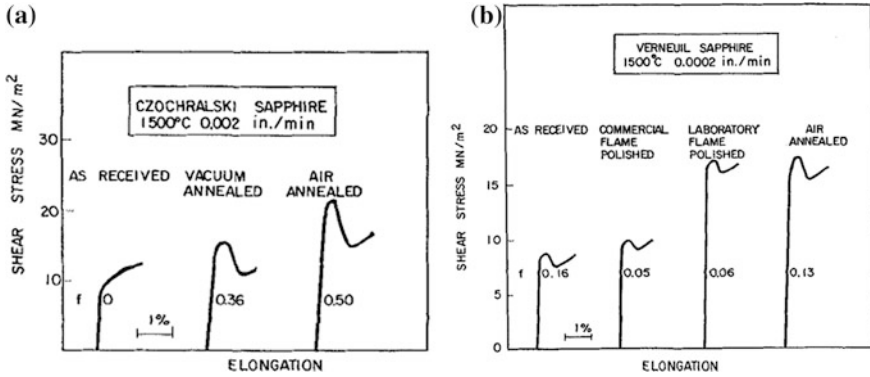 (a)
CZOCHRALSKI SAPPHIRE
1500°C 0.002 in./min
SHEAR STRESS MN/m²
30
20
10
AS RECEIVED
VACUUM
ANNEALED
AIR
ANNEALED
f 0
0.36
0.50
1%
ELONGATION
(b)
VERNEUIL SAPPHIRE
1500°C 0.0002 in./min
SHEAR STRESS MN/m²
20
15
10
5
0
AS RECEIVED
COMMERCIAL
FLAME
POLISHED
LABORATORY
FLAME
POLISHED
AIR
ANNEALED
f 0.16
0.05
0.06
0.13
1%
ELONGATION